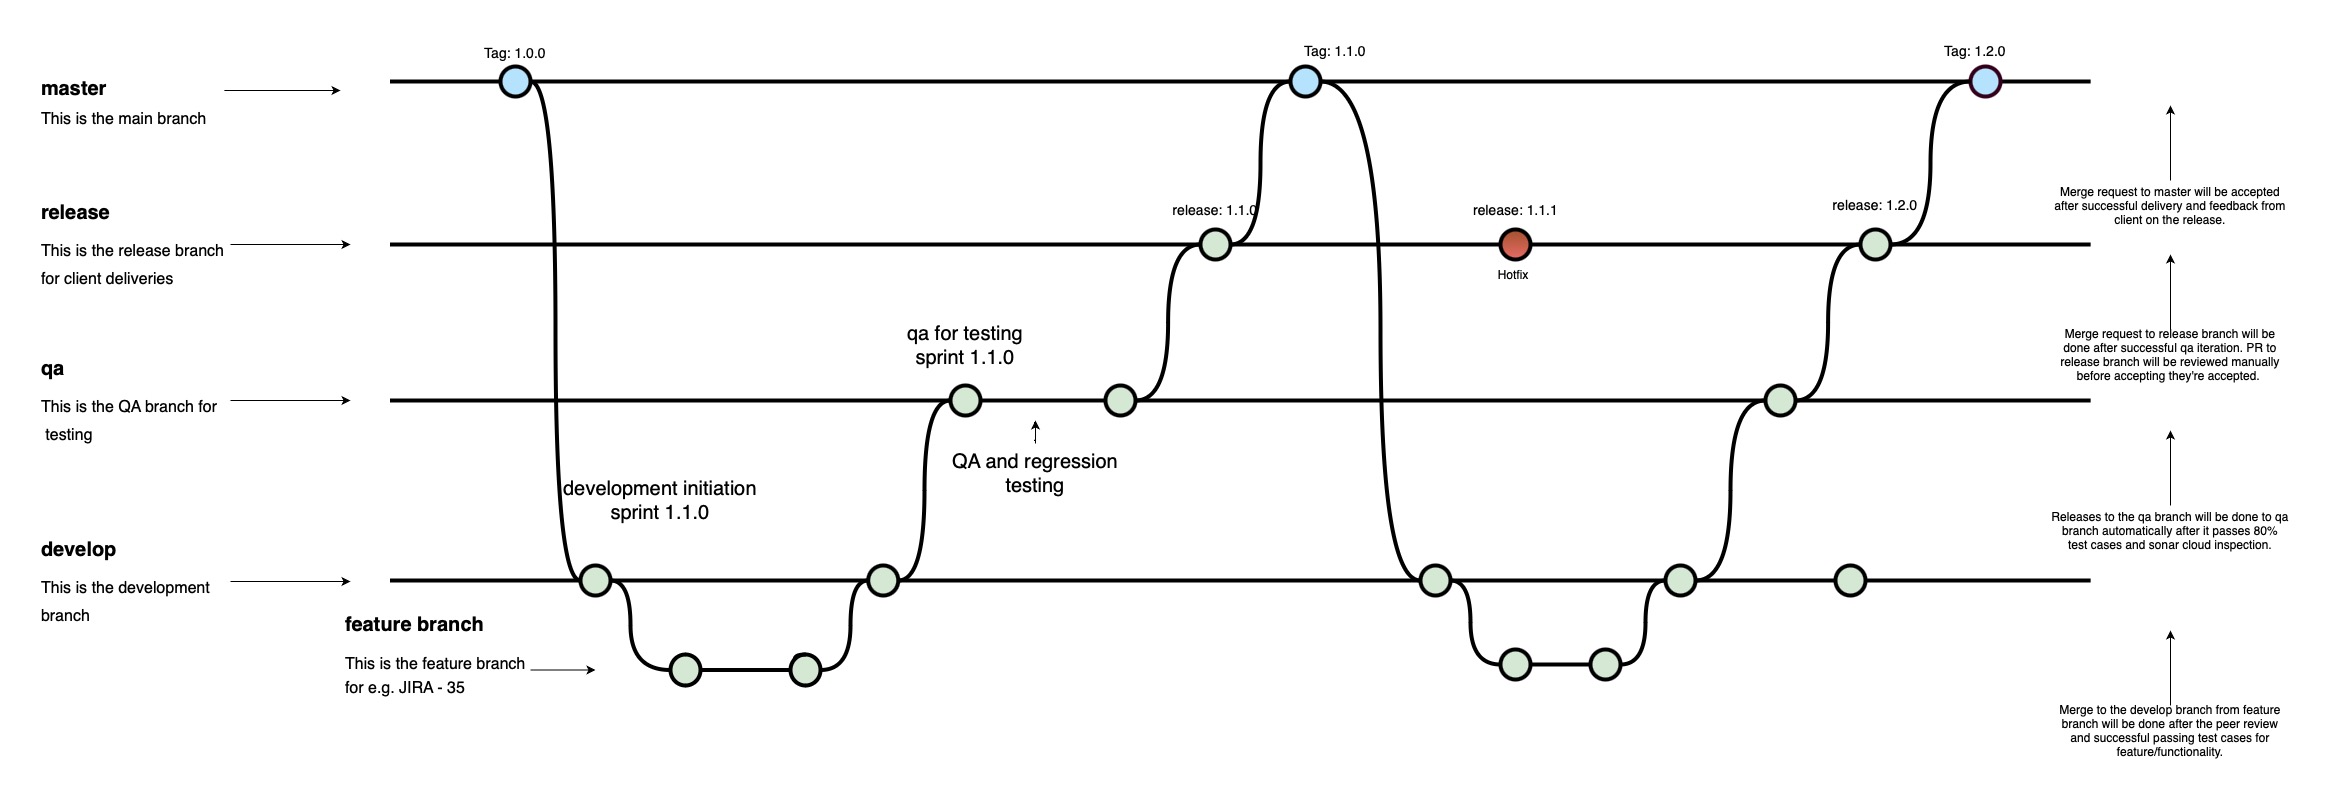 Tag: 1.0.0
Tag: 1.1.0
Tag: 1.2.0
master
This is the main branch
Merge request to master will be accepted
after successful delivery and feedback from
client on the release.
release
This is the release branch
for client deliveries
release: 1.1.0
release: 1.1.1
Hotfix
release: 1.2.0
Merge request to release branch will be
done after successful qa iteration. PR to
release branch will be reviewed manually
before accepting they're accepted.
qa for testing
sprint 1.1.0
qa
This is the QA branch for
testing
QA and regression
testing
development initiation
sprint 1.1.0
Releases to the qa branch will be done to qa
branch automatically after it passes 80%
test cases and sonar cloud inspection.
develop
This is the development
branch
feature branch
This is the feature branch
for e.g. JIRA - 35
Merge to the develop branch from feature
branch will be done after the peer review
and successful passing test cases for
feature/functionality.